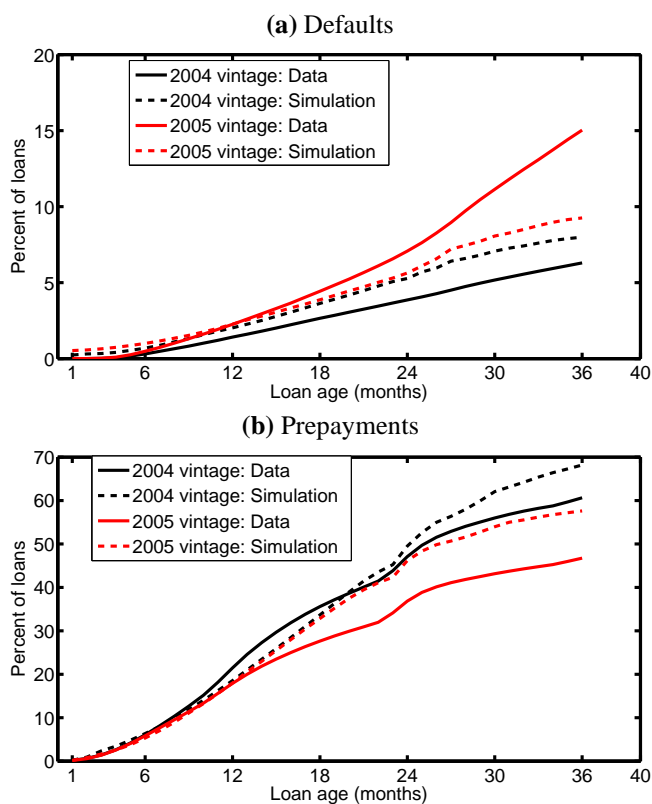 (a) Defaults
20
15
10
5
0
Percent of loans
2004 vintage: Data
2004 vintage: Simulation
2005 vintage: Data
2005 vintage: Simulation
1 6 12 18 24 30 36 40
Loan age (months)
(b) Prepayments
70
60
50
40
30
20
10
0
Percent of loans
2004 vintage: Data
2004 vintage: Simulation
2005 vintage: Data
2005 vintage: Simulation
1 6 12 18 24 30 36 40
Loan age (months)